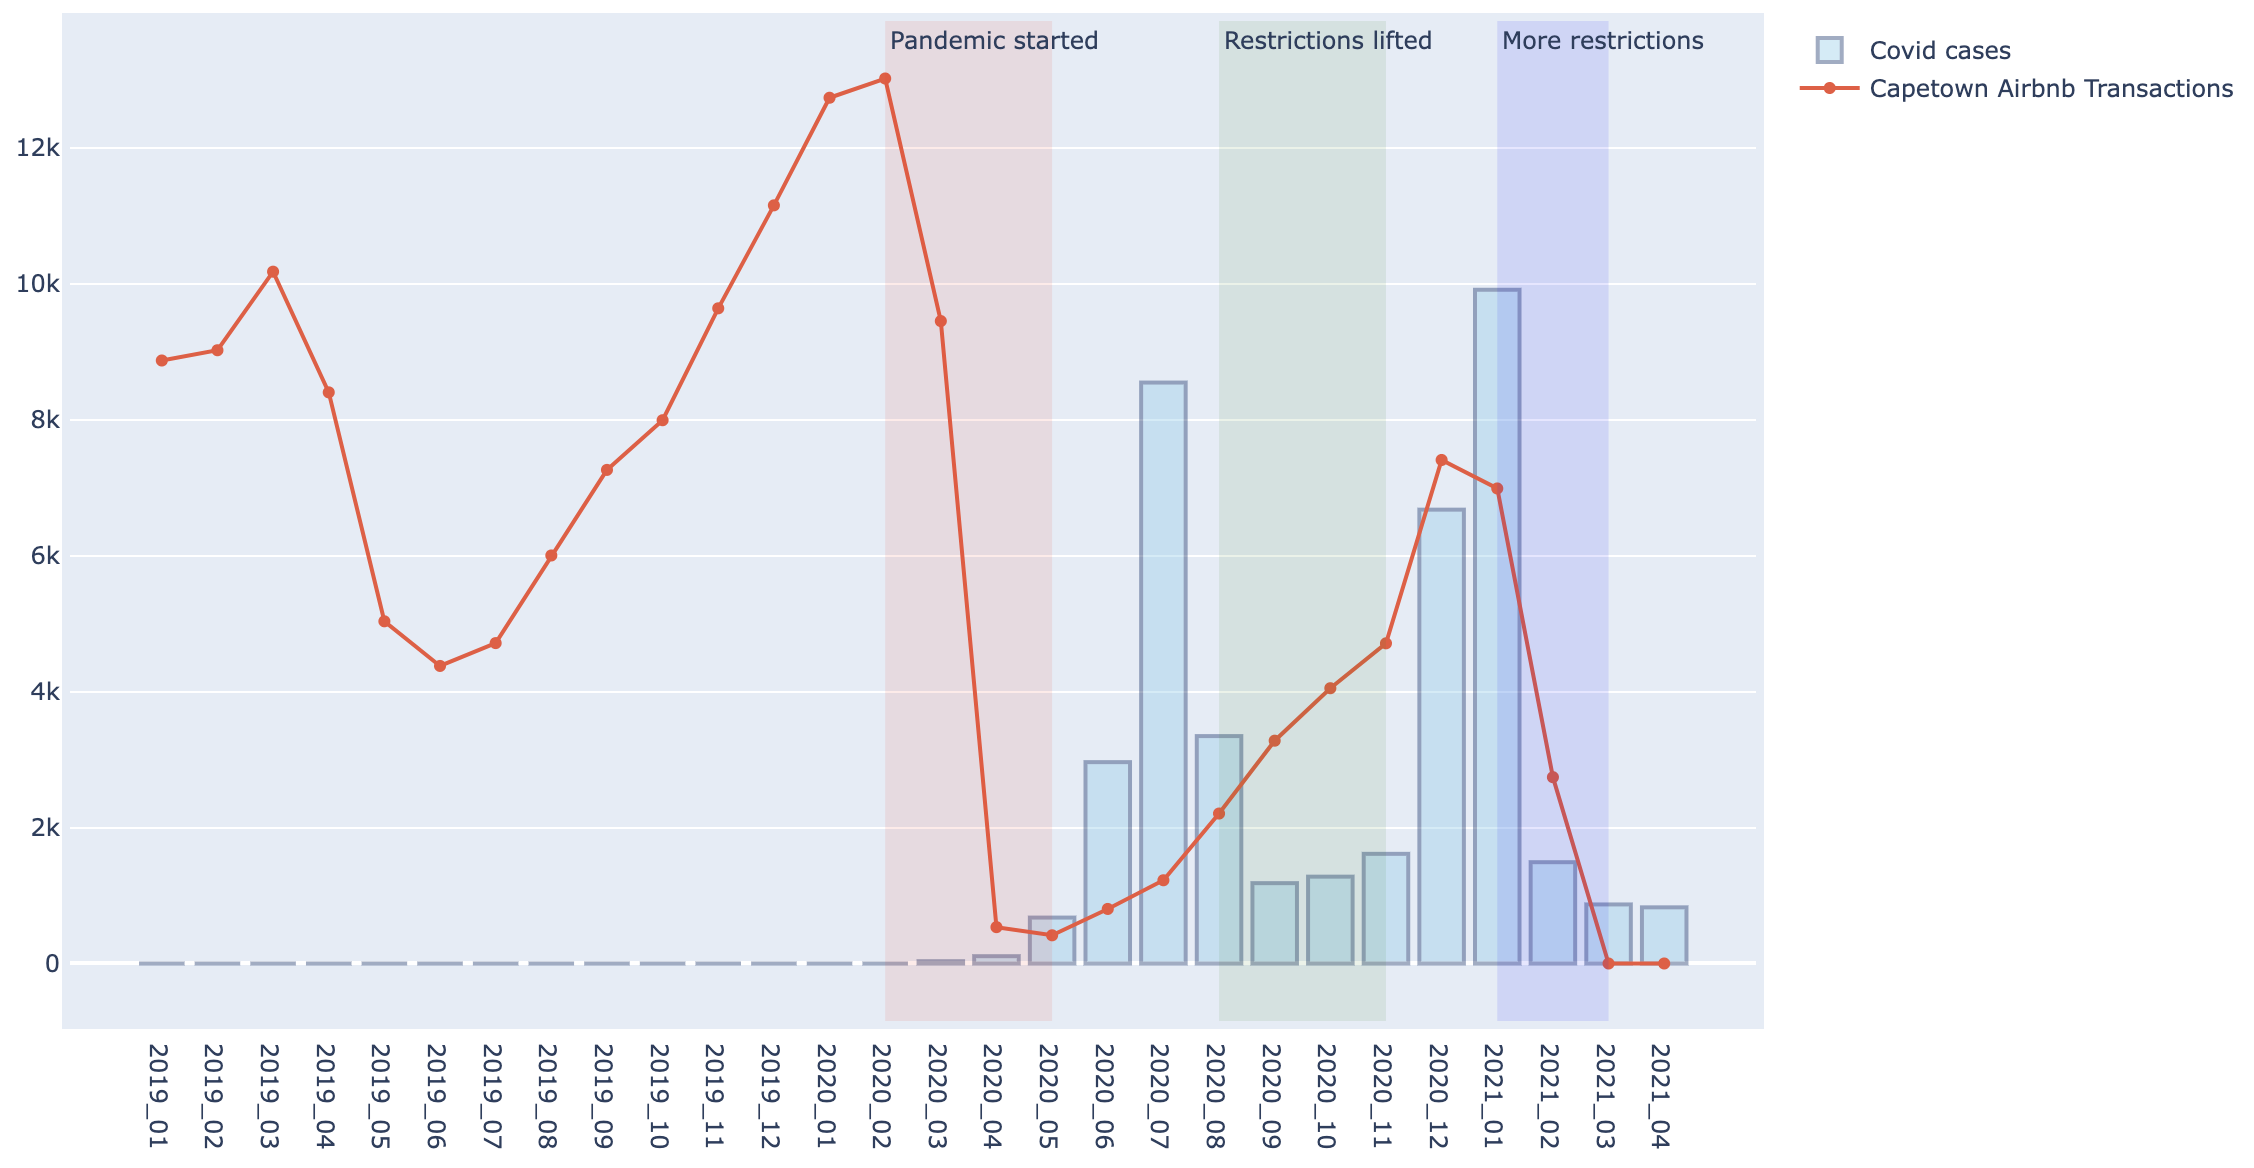 Pandemic started
Restrictions lifted
More restrictions
Covid cases
Capetown Airbnb Transactions
12k
10k
8k
6k
4k
2k
0
2019_01
2019_02
2019_03
2019_04
2019_05
2019_06
2019_07
2019_08
2019_09
2019_10
2019_11
2019_12
2020_01
2020_02
2020_03
2020_04
2020_05
2020_06
2020_07
2020_08
2020_09
2020_10
2020_11
2020_12
2021_01
2021_02
2021_03
2021_04